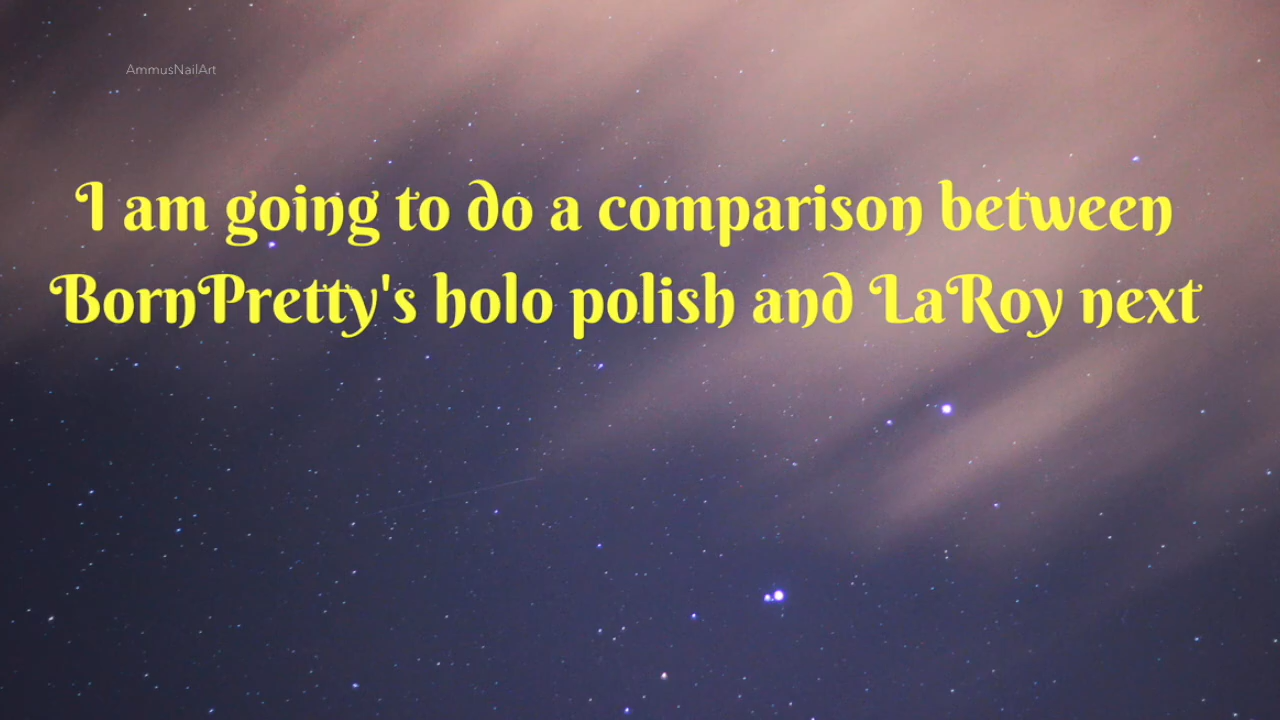 AmmusNailArt
I am going to do a comparison between
BornPretty's holo polish and LaRoy next